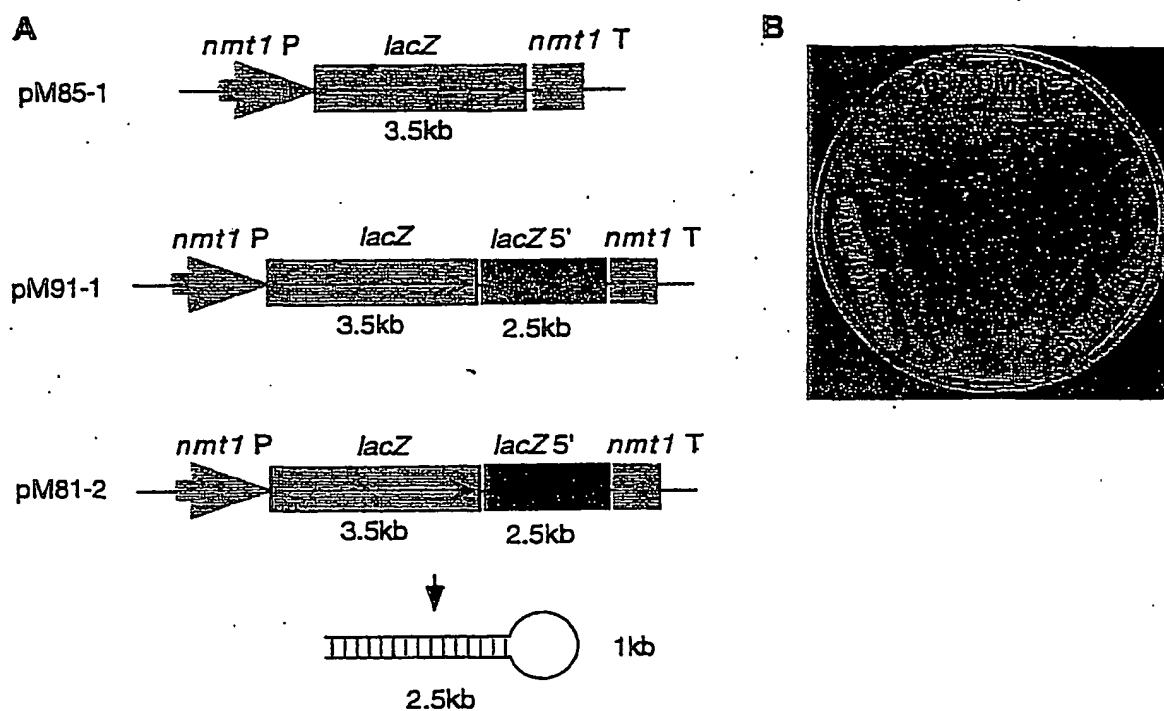 A
nmt1 P lacZ nmt1 T
pM85-1
3.5kb
nmt1 P lacZ lacZ 5' nmt1 T
pM91-1
3.5kb 2.5kb
nmt1 P lacZ lacZ 5' nmt1 T
pM81-2
3.5kb 2.5kb
1kb
2.5kb
B